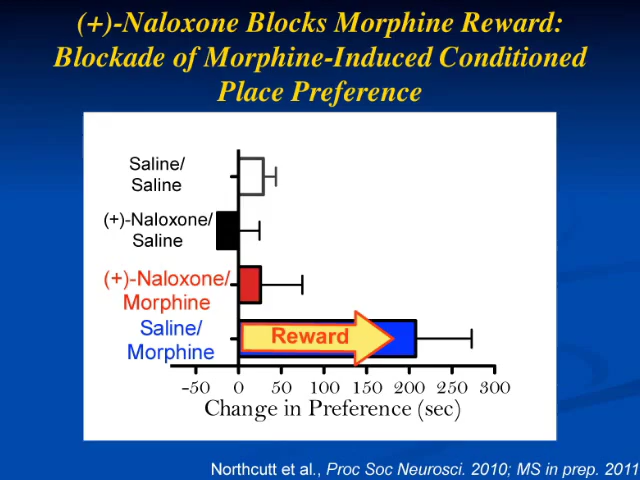 (+)-Naloxone Blocks Morphine Reward:
Blockade of Morphine-Induced Conditioned
Place Preference
Saline/
Saline
(+)-Naloxone/
Saline
(+)-Naloxone/
Morphine
Saline/
Morphine
Reward
-50 0 50 100 150 200 250 300
Change in Preference (sec)
Northcutt et al., Proc Soc Neurosci. 2010; MS in prep. 2011